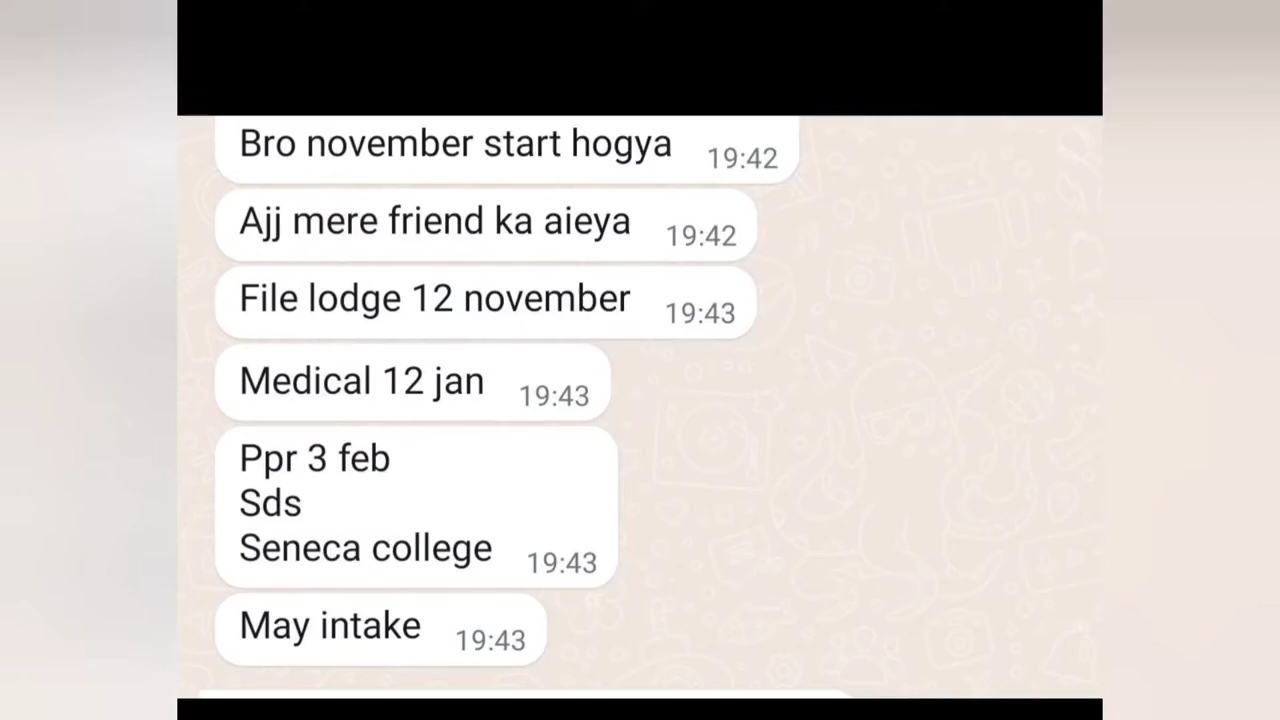 Bro november start hogya 19:42
Ajj mere friend ka aieya 19:42
File lodge 12 november 19:43
Medical 12 jan 19:43
Ppr 3 feb
Sds
Seneca college 19:43
May intake 19:43